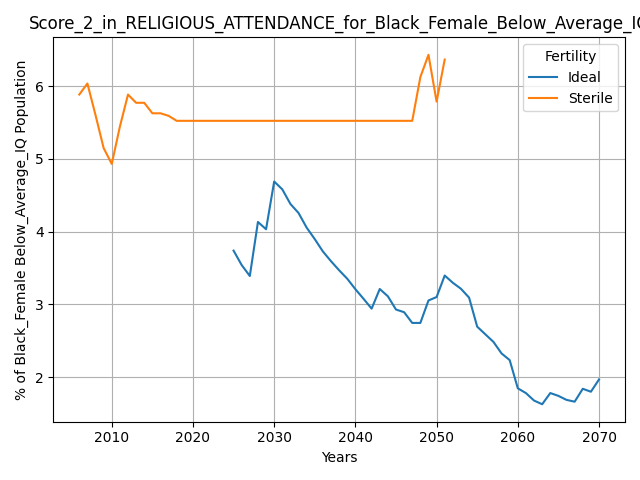 Score_2_in_RELIGIOUS_ATTENDANCE_for_Black_Female_Below_Average_IQ
% of Black_Female Below_Average_IQ Population
6
5
4
3
2
Fertility
Ideal
Sterile
2010 2020 2030 2040 2050 2060 2070
Years